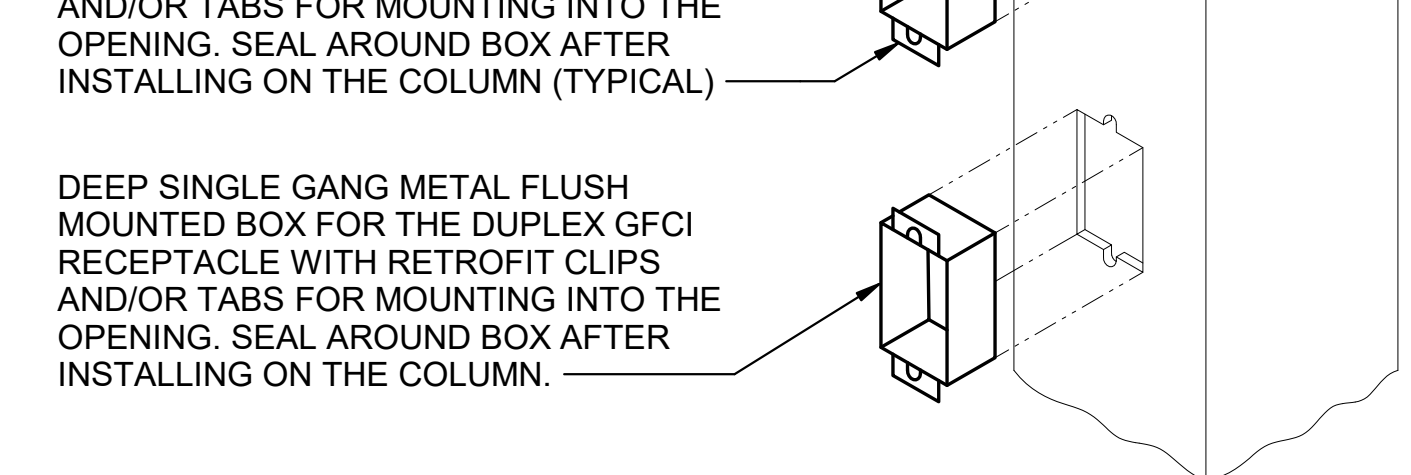 AND/OR TABS FOR MOUNTING INTO THE
OPENING. SEAL AROUND BOX AFTER
INSTALLING ON THE COLUMN (TYPICAL)
DEEP SINGLE GANG METAL FLUSH
MOUNTED BOX FOR THE DUPLEX GFCI
RECEPTACLE WITH RETROFIT CLIPS
AND/OR TABS FOR MOUNTING INTO THE
OPENING. SEAL AROUND BOX AFTER
INSTALLING ON THE COLUMN.